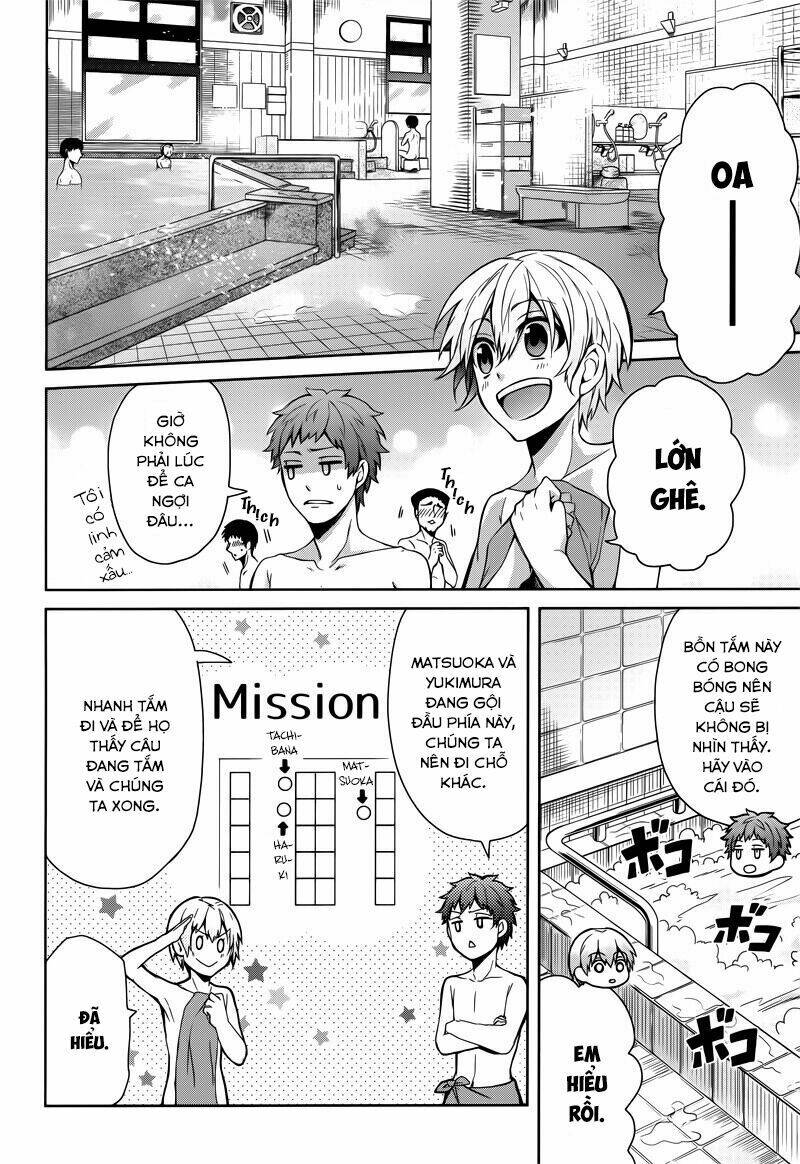 OA
LỚN
GHÊ.
GIỜ
KHÔNG
PHẢI LÚC
ĐỂ CA
NGỢI
ĐÂU...
THỊCH
THỊCH
Tôi
có
linh
cảm
xấu...
BỒN TẮM NÀY
CÓ BONG
BÓNG NÊN
CẬU SẼ
KHÔNG BỊ
NHÌN THẤY.
HÃY VÀO
CÁI ĐÓ.
ボコ
ボコ
ボコ
EM
HIỂU
RỒI.
MATSUOKA VÀ
YUKIMURA
ĐANG GỘI
ĐẦU PHÍA NÀY,
CHÚNG TA
NÊN ĐI CHỖ
KHÁC.
Mission
TACHI-
BANA
MAT-
SUOKA
HA-
RU-
KI
NHANH TẮM
ĐI VÀ ĐỂ HỌ
THẤY CÂU
ĐANG TẮM
VÀ CHÚNG
TA XONG.
ĐÃ
HIỂU.